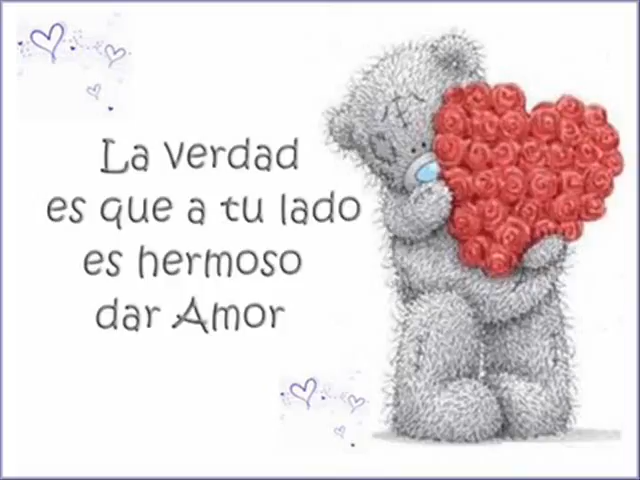 La verdad
es que a tu lado
es hermoso
dar Amor